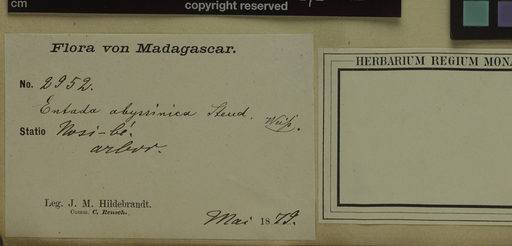 cm
copyright reserved
Flora von Madagascar.
No. 2952.
Entada abyssinica Steud.
Statio Nosi-bé.
arbor.
Leg. J. M. Hildebrandt.
Comm. C. Rensch.
Mai 1879.
HERBARIUM REGIUM MONA